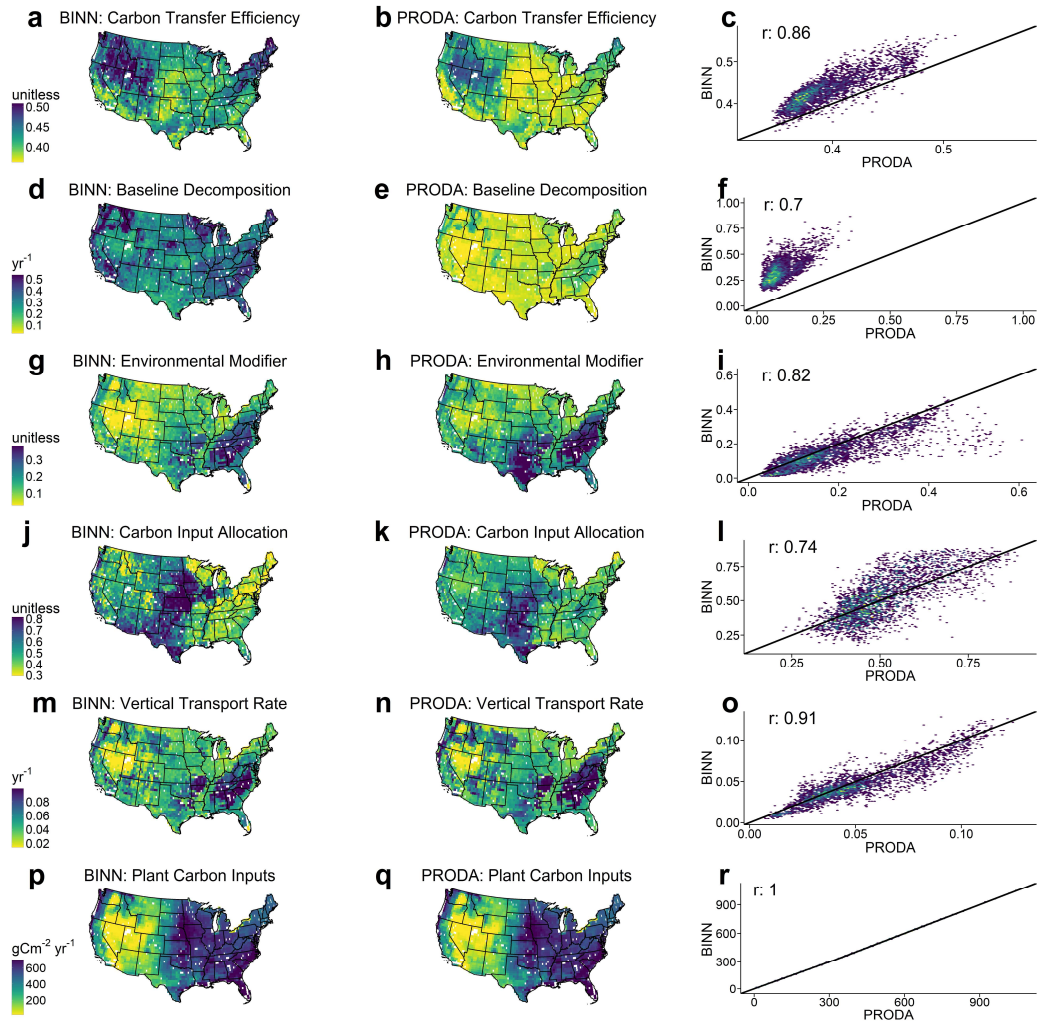 a BINN: Carbon Transfer Efficiency
unitless
0.50
0.45
0.40
b PRODA: Carbon Transfer Efficiency
c
r: 0.86
BINN
0.5
0.4
0.4 0.5
PRODA
d BINN: Baseline Decomposition
yr⁻¹
0.5
0.4
0.3
0.2
0.1
e PRODA: Baseline Decomposition
f
r: 0.7
BINN
1.00
0.75
0.50
0.25
0.00
0.00 0.25 0.50 0.75 1.00
PRODA
g BINN: Environmental Modifier
unitless
0.3
0.2
0.1
h PRODA: Environmental Modifier
i
r: 0.82
BINN
0.6
0.4
0.2
0.0
0.0 0.2 0.4 0.6
PRODA
j BINN: Carbon Input Allocation
unitless
0.8
0.7
0.6
0.5
0.4
0.3
k PRODA: Carbon Input Allocation
l
r: 0.74
BINN
0.75
0.50
0.25
0.25 0.50 0.75
PRODA
m BINN: Vertical Transport Rate
yr⁻¹
0.08
0.06
0.04
0.02
n PRODA: Vertical Transport Rate
o
r: 0.91
BINN
0.10
0.05
0.00
0.00 0.05 0.10
PRODA
p BINN: Plant Carbon Inputs
gCm⁻² yr⁻¹
600
400
200
q PRODA: Plant Carbon Inputs
r
r: 1
BINN
900
600
300
0
0 300 600 900
PRODA